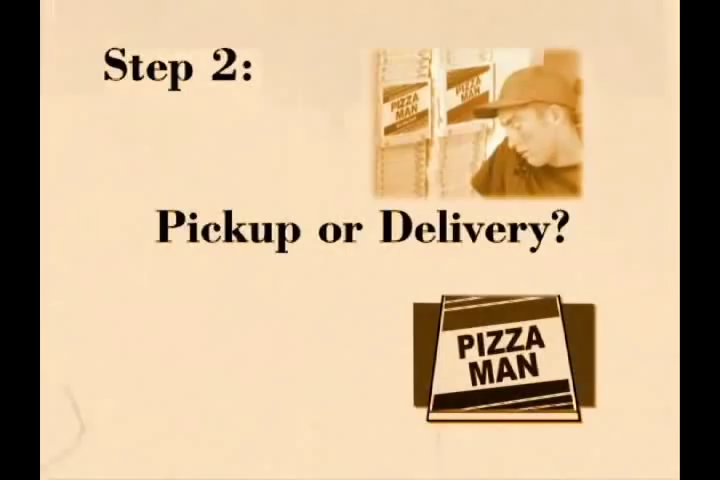 Step 2:
PIZZA
MAN
PIZZA
MAN
Pickup or Delivery?
PIZZA
MAN